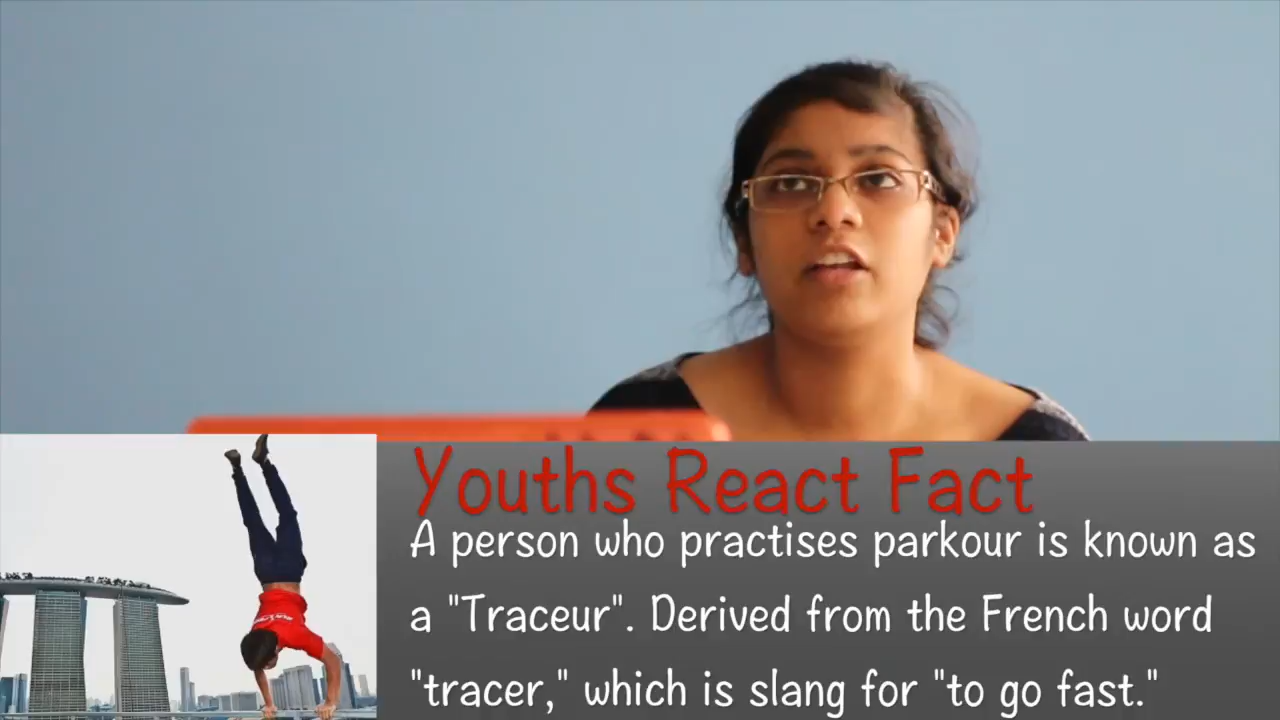 Youths React Fact
A person who practises parkour is known as
a "Traceur". Derived from the French word
"tracer," which is slang for "to go fast."